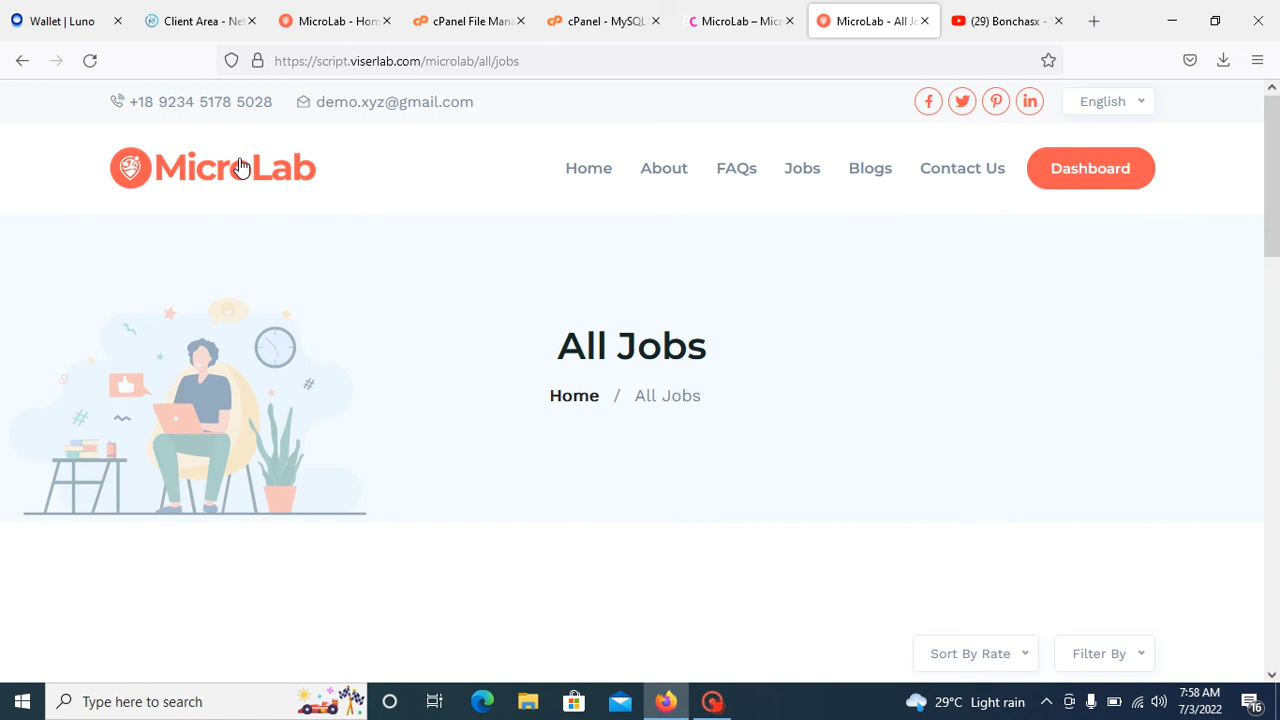 Wallet | Luno
Client Area - Ne
MicroLab - Hom
cPanel File Mana
cPanel - MySQL
MicroLab – Micr
MicroLab - All Jo
(29) Bonchasx -
https://script.viserlab.com/microlab/all/jobs
+18 9234 5178 5028
demo.xyz@gmail.com
English
MicroLab
Home
About
FAQs
Jobs
Blogs
Contact Us
Dashboard
All Jobs
Home / All Jobs
Sort By Rate
Filter By
Type here to search
29°C Light rain
7:58 AM
7/3/2022
16